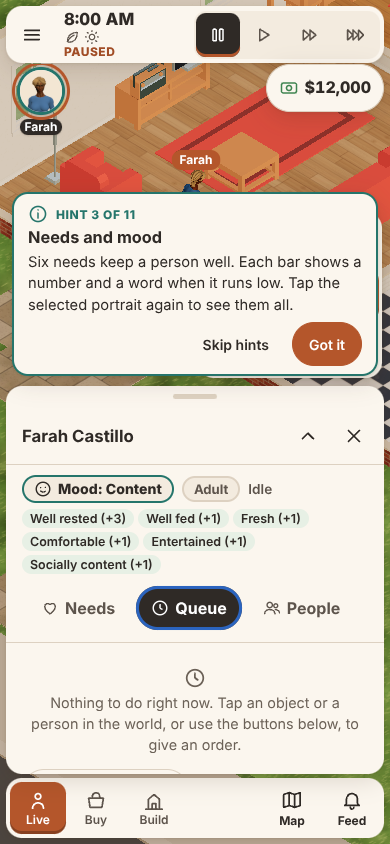 8:00 AM
PAUSED
$12,000
Farah
Farah
HINT 3 OF 11
Needs and mood
Six needs keep a person well. Each bar shows a
number and a word when it runs low. Tap the
selected portrait again to see them all.
Skip hints
Got it
Farah Castillo
Mood: Content
Adult
Idle
Well rested (+3)
Well fed (+1)
Fresh (+1)
Comfortable (+1)
Entertained (+1)
Socially content (+1)
Needs
Queue
People
Nothing to do right now. Tap an object or a
person in the world, or use the buttons below, to
give an order.
Live
Buy
Build
Map
Feed